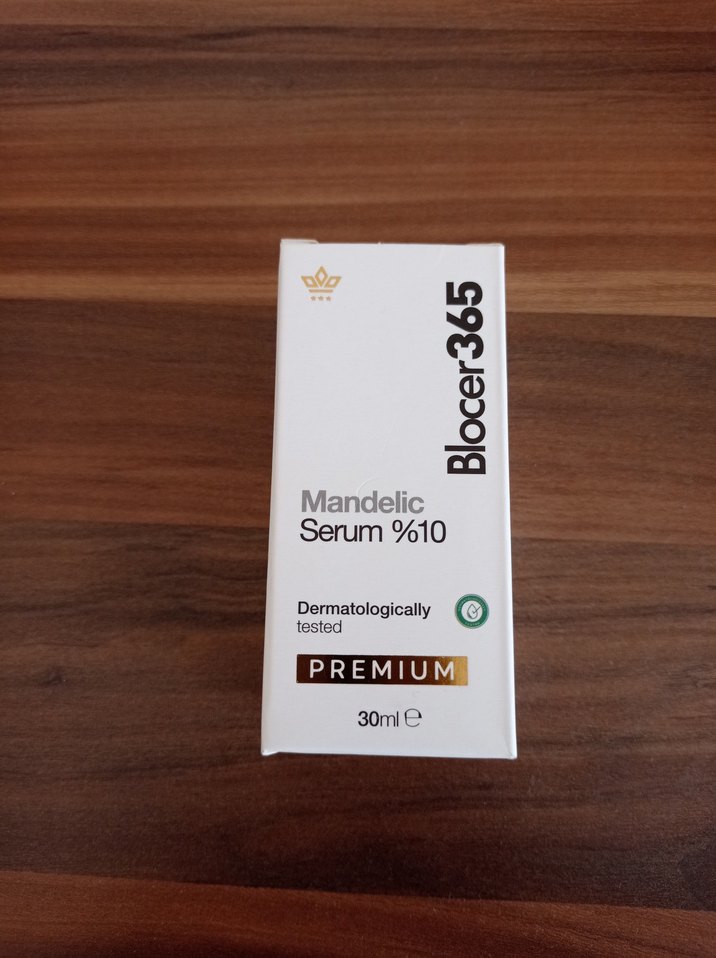 Blocer365
Mandelic
Serum %10
Dermatologically
tested
PREMIUM
30ml ℮